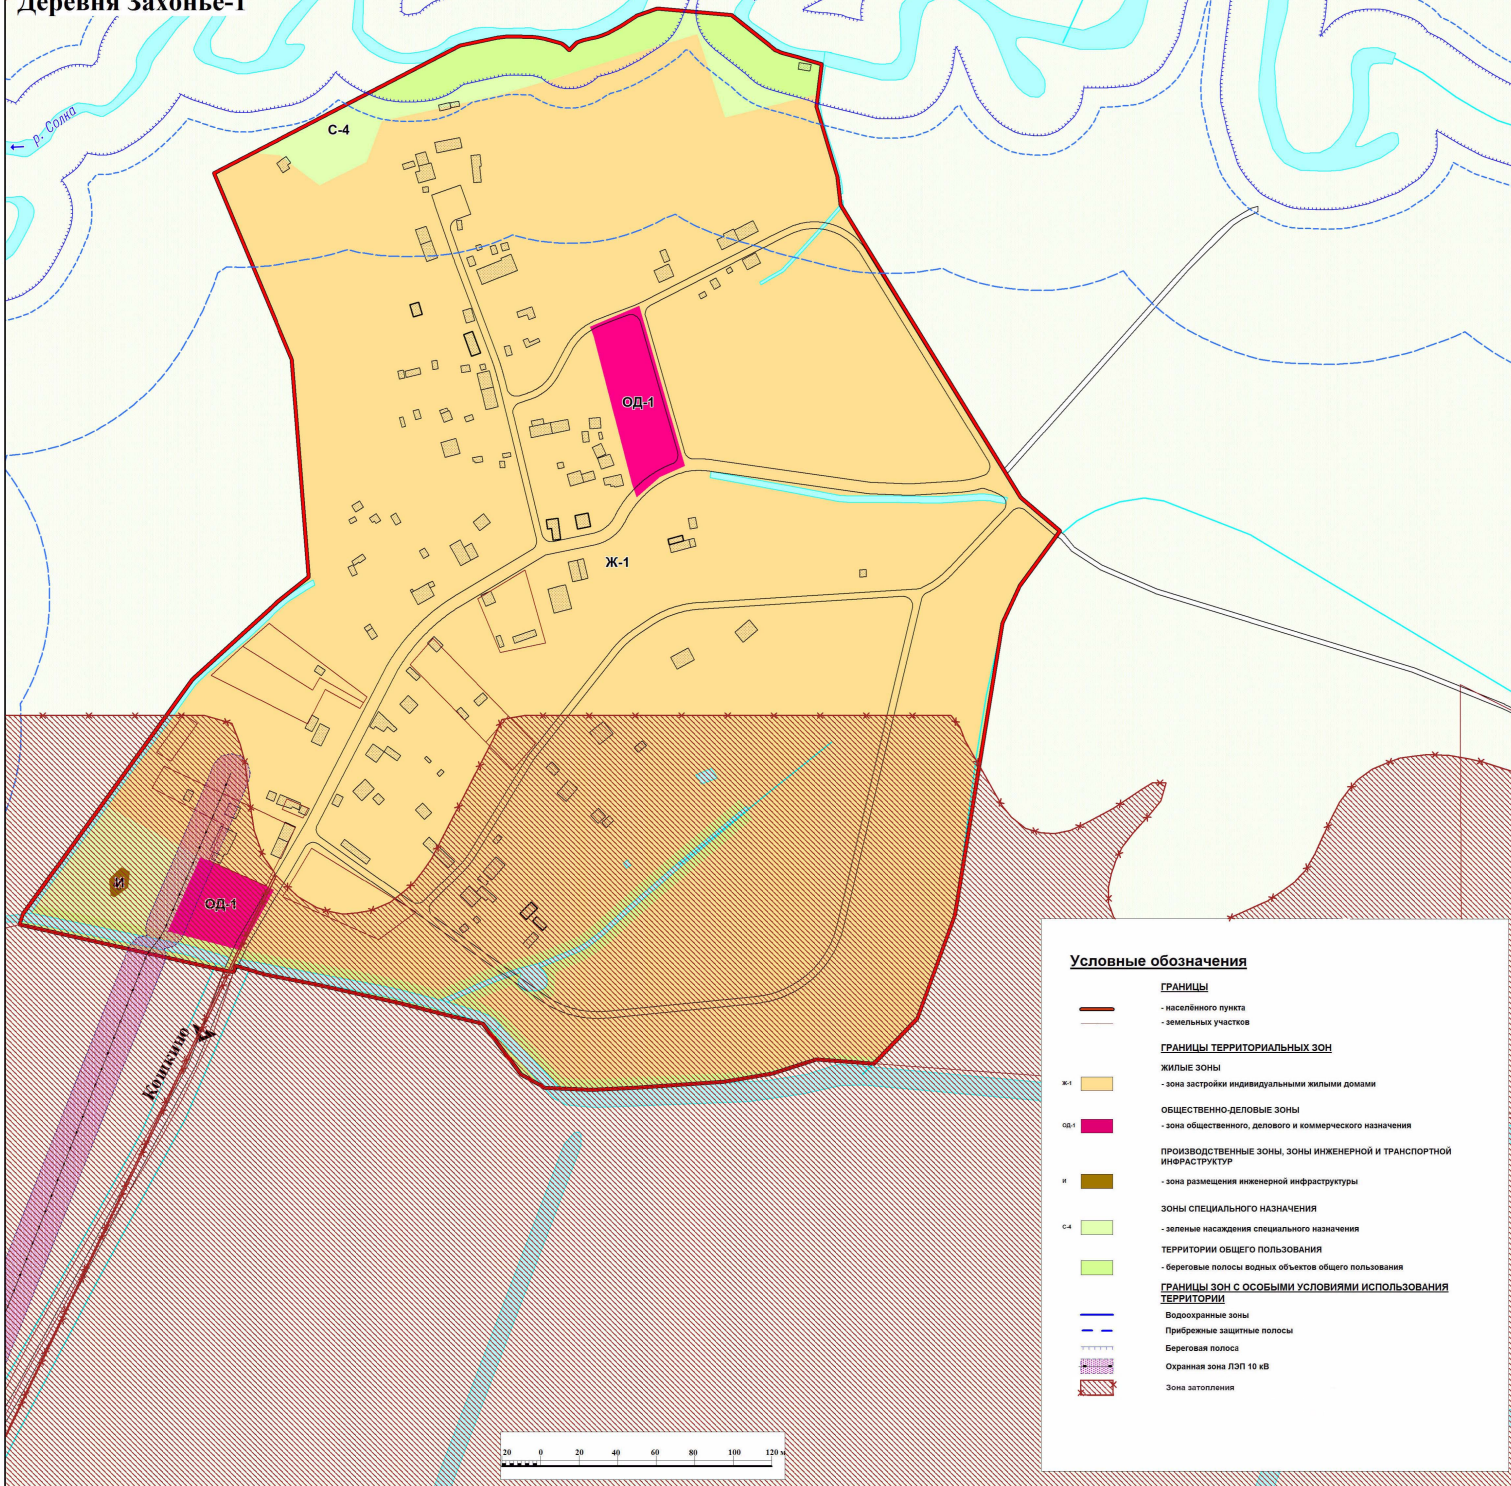 Деревня Захонье-1
р. Солка
С-4
ОД-1
Ж-1
И
ОД-1
Кошкино
Условные обозначения
ГРАНИЦЫ
- населённого пункта
- земельных участков
ГРАНИЦЫ ТЕРРИТОРИАЛЬНЫХ ЗОН
ЖИЛЫЕ ЗОНЫ
Ж-1 - зона застройки индивидуальными жилыми домами
ОБЩЕСТВЕННО-ДЕЛОВЫЕ ЗОНЫ
ОД-1 - зона общественного, делового и коммерческого назначения
ПРОИЗВОДСТВЕННЫЕ ЗОНЫ, ЗОНЫ ИНЖЕНЕРНОЙ И ТРАНСПОРТНОЙ
ИНФРАСТРУКТУР
И - зона размещения инженерной инфраструктуры
ЗОНЫ СПЕЦИАЛЬНОГО НАЗНАЧЕНИЯ
С-4 - зеленые насаждения специального назначения
ТЕРРИТОРИИ ОБЩЕГО ПОЛЬЗОВАНИЯ
- береговые полосы водных объектов общего пользования
ГРАНИЦЫ ЗОН С ОСОБЫМИ УСЛОВИЯМИ ИСПОЛЬЗОВАНИЯ
ТЕРРИТОРИИ
Водоохранные зоны
Прибрежные защитные полосы
Береговая полоса
Охранная зона ЛЭП 10 кВ
Зона затопления
20 0 20 40 60 80 100 120 м